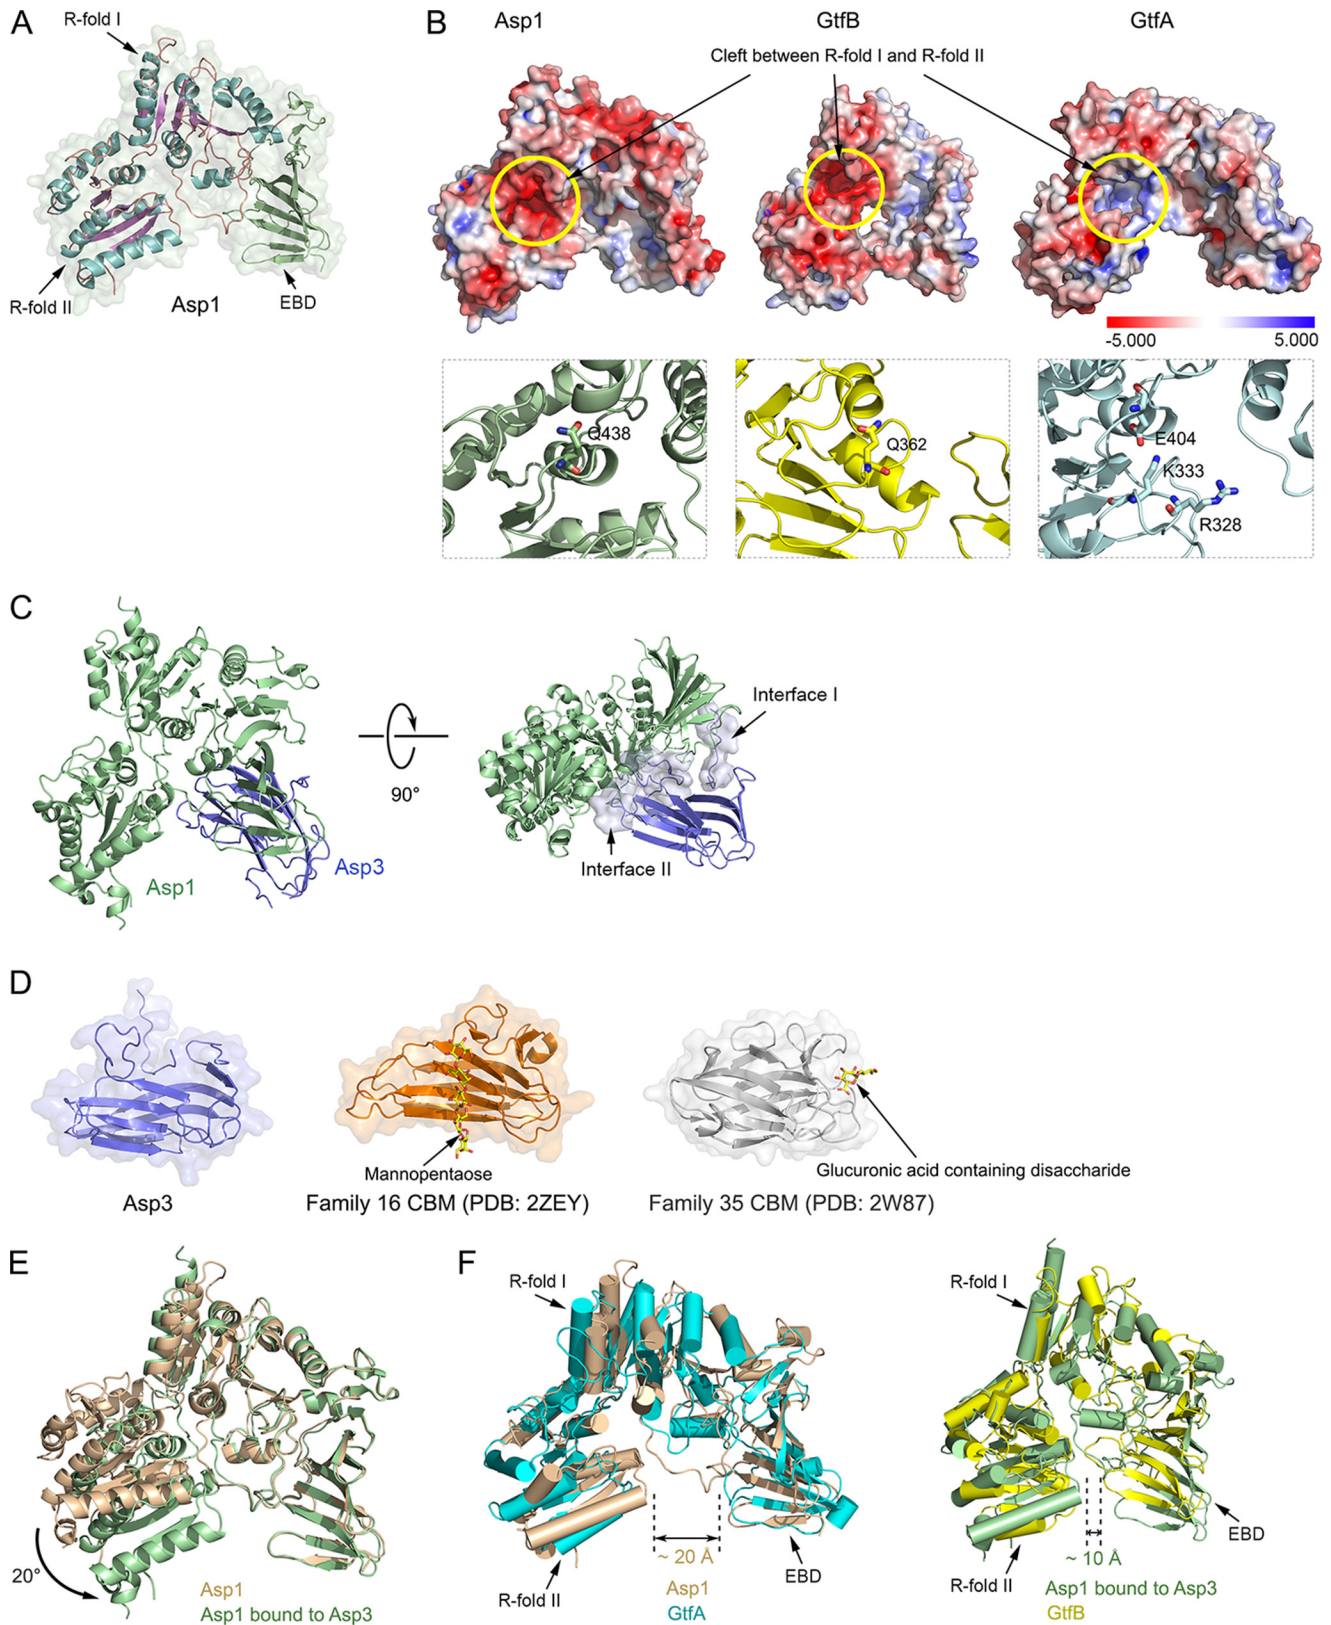 A
R-fold I
R-fold II
Asp1
EBD
B
Asp1
GtfB
GtfA
Cleft between R-fold I and R-fold II
-5.000
5.000
Q438
Q362
E404
K333
R328
C
Asp1
Asp3
90°
Interface I
Interface II
D
Mannopentaose
Glucuronic acid containing disaccharide
Asp3
Family 16 CBM (PDB: 2ZEY)
Family 35 CBM (PDB: 2W87)
E
20°
Asp1
Asp1 bound to Asp3
F
R-fold I
R-fold II
~ 20 Å
EBD
Asp1
GtfA
R-fold I
R-fold II
~ 10 Å
EBD
Asp1 bound to Asp3
GtfB